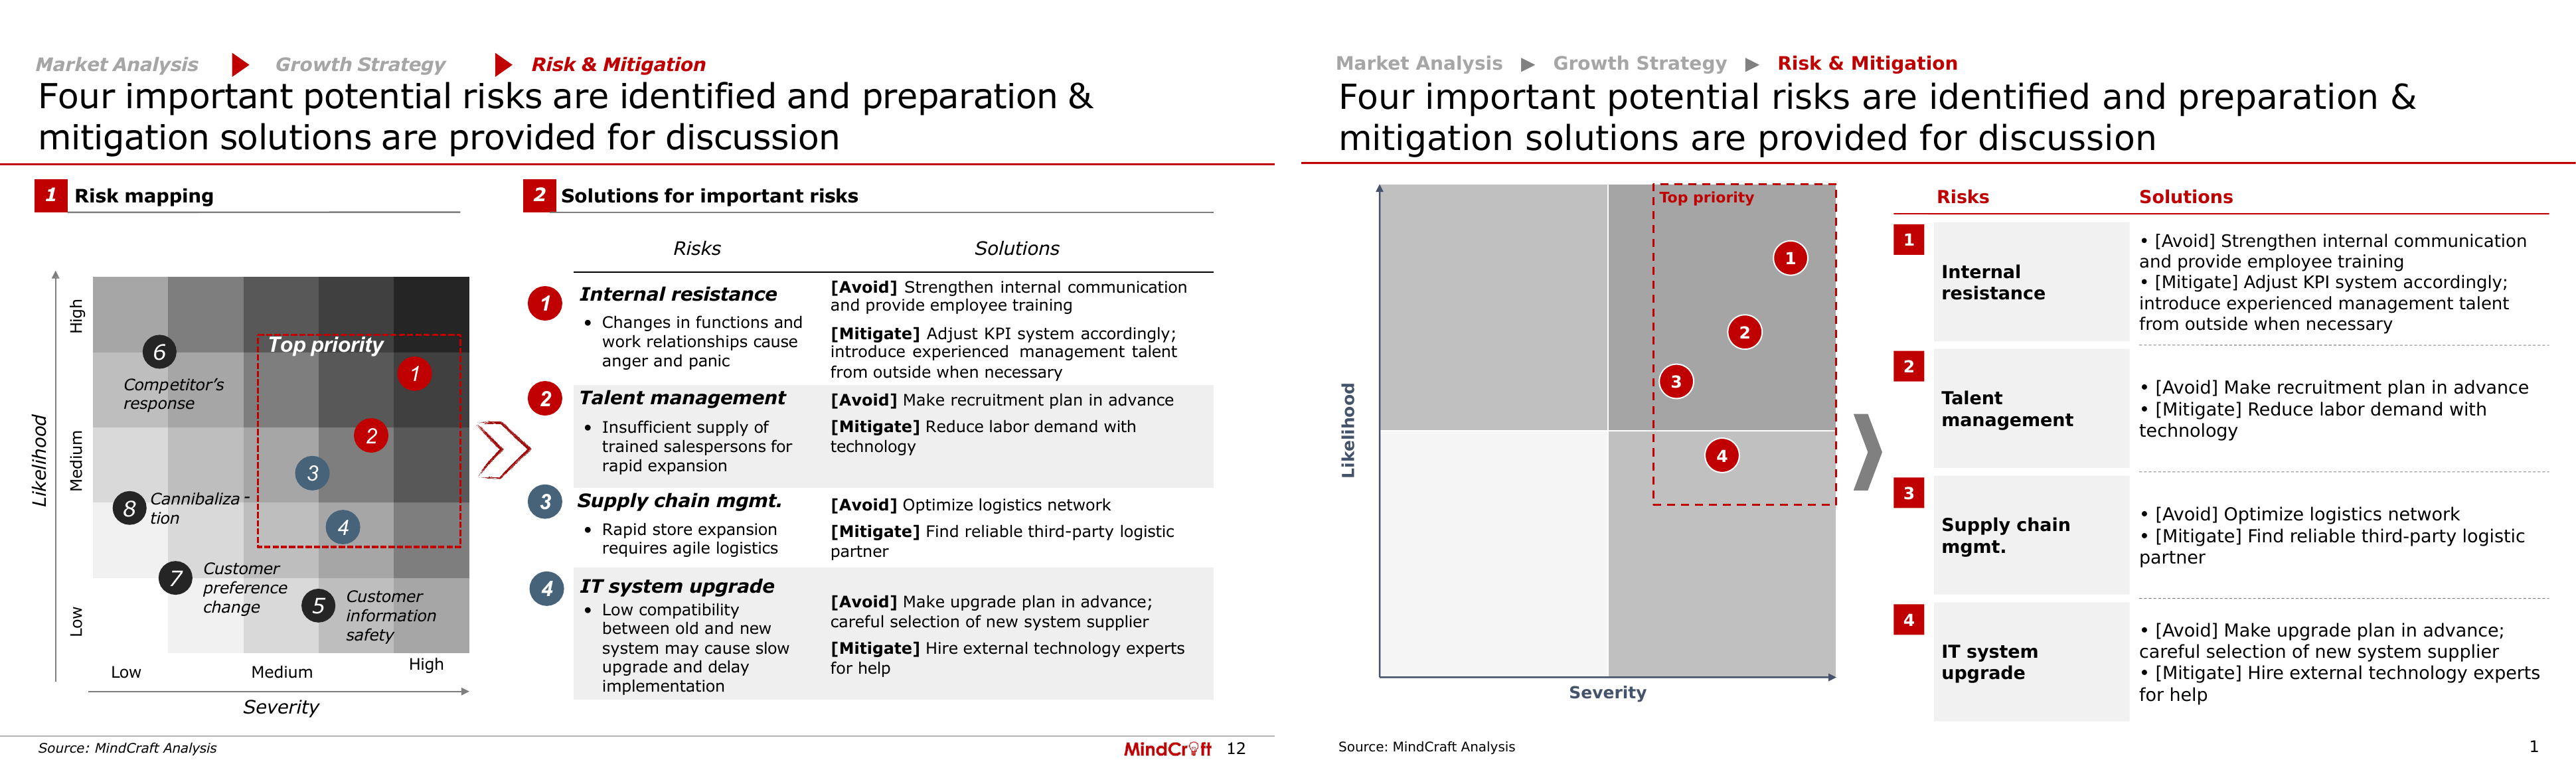 Market Analysis Growth Strategy Risk & Mitigation
Four important potential risks are identified and preparation &
mitigation solutions are provided for discussion
1 Risk mapping
High
Medium
Low
Likelihood
Top priority
6
Competitor’s
response
1
2
3
8
Cannibaliza -
tion
4
7
Customer
preference
change
5
Customer
information
safety
Low Medium High
Severity
2 Solutions for important risks
Risks Solutions
1 Internal resistance
• Changes in functions and
work relationships cause
anger and panic
[Avoid] Strengthen internal communication
and provide employee training
[Mitigate] Adjust KPI system accordingly;
introduce experienced management talent
from outside when necessary
2 Talent management
• Insufficient supply of
trained salespersons for
rapid expansion
[Avoid] Make recruitment plan in advance
[Mitigate] Reduce labor demand with
technology
3 Supply chain mgmt.
• Rapid store expansion
requires agile logistics
[Avoid] Optimize logistics network
[Mitigate] Find reliable third-party logistic
partner
4 IT system upgrade
• Low compatibility
between old and new
system may cause slow
upgrade and delay
implementation
[Avoid] Make upgrade plan in advance;
careful selection of new system supplier
[Mitigate] Hire external technology experts
for help
Source: MindCraft Analysis
MindCraft 12
Market Analysis ▶ Growth Strategy ▶ Risk & Mitigation
Four important potential risks are identified and preparation &
mitigation solutions are provided for discussion
Likelihood
Top priority
1
2
3
4
Severity
Risks Solutions
1
Internal
resistance
• [Avoid] Strengthen internal communication
and provide employee training
• [Mitigate] Adjust KPI system accordingly;
introduce experienced management talent
from outside when necessary
2
Talent
management
• [Avoid] Make recruitment plan in advance
• [Mitigate] Reduce labor demand with
technology
3
Supply chain
mgmt.
• [Avoid] Optimize logistics network
• [Mitigate] Find reliable third-party logistic
partner
4
IT system
upgrade
• [Avoid] Make upgrade plan in advance;
careful selection of new system supplier
• [Mitigate] Hire external technology experts
for help
Source: MindCraft Analysis
1